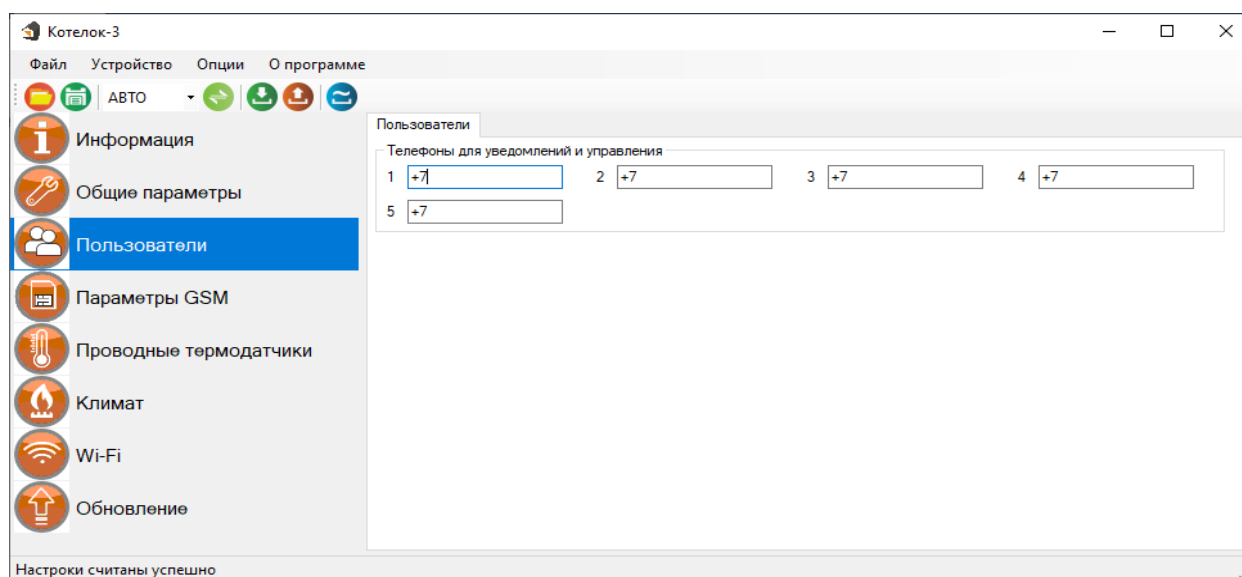 Котелок-3
Файл Устройство Опции О программе
АВТО
Информация
Общие параметры
Пользователи
Параметры GSM
Проводные термодатчики
Климат
Wi-Fi
Обновление
Пользователи
Телефоны для уведомлений и управления
1 +7 2 +7 3 +7 4 +7
5 +7
Настроки считаны успешно